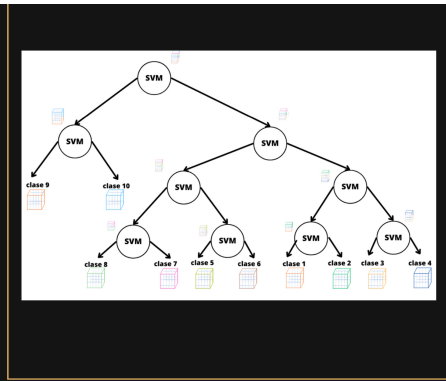 SVM
SVM
SVM
clase 9
clase 10
SVM
SVM
SVM
SVM
SVM
SVM
clase 8
clase 7
clase 5
clase 6
clase 1
clase 2
clase 3
clase 4